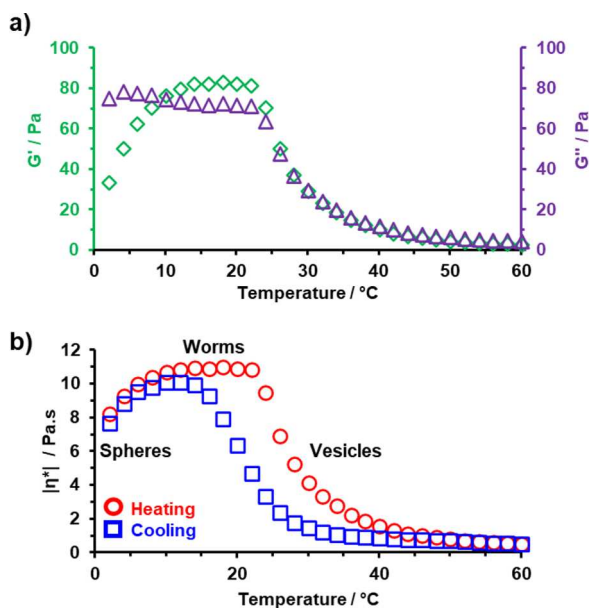 a)
100
80
60
40
20
0
G' / Pa
100
80
60
40
20
0
G'' / Pa
0 10 20 30 40 50 60
Temperature / °C
b)
12
10
8
6
4
2
0
|η*| / Pa.s
Worms
Spheres
Vesicles
Heating
Cooling
0 20 40 60
Temperature / °C